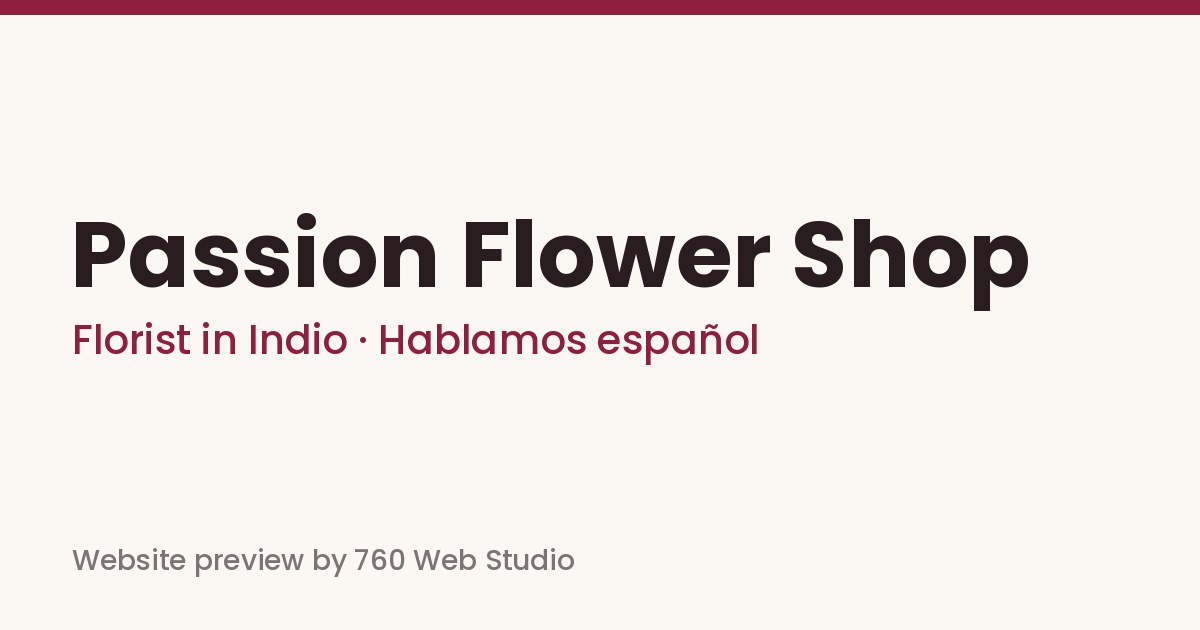 Passion Flower Shop
Florist in Indio · Hablamos español
Website preview by 760 Web Studio